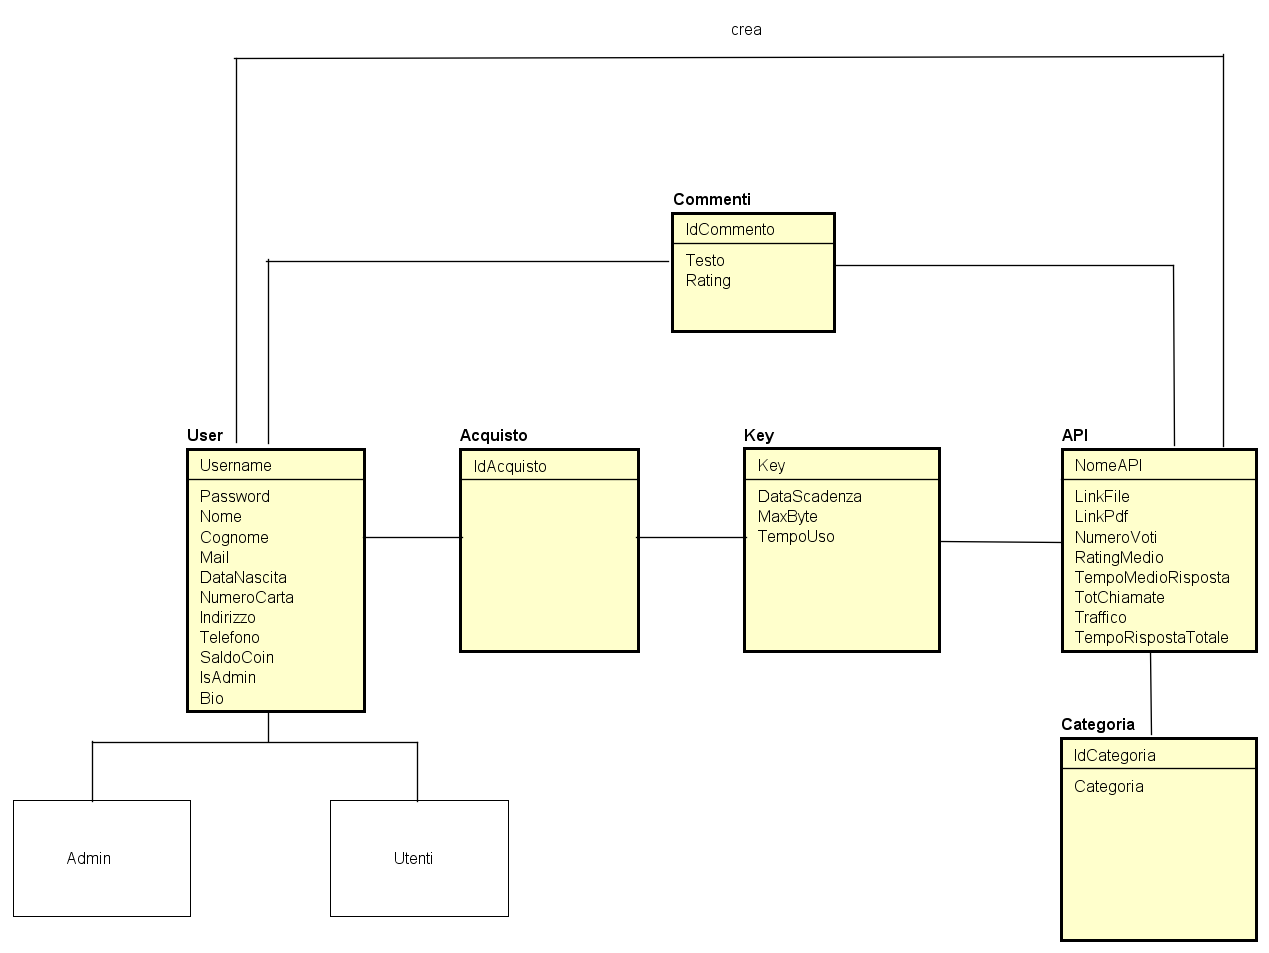 crea
Commenti
IdCommento
Testo
Rating
User
Username
Password
Nome
Cognome
Mail
DataNascita
NumeroCarta
Indirizzo
Telefono
SaldoCoin
IsAdmin
Bio
Acquisto
IdAcquisto
Key
Key
DataScadenza
MaxByte
TempoUso
API
NomeAPI
LinkFile
LinkPdf
NumeroVoti
RatingMedio
TempoMedioRisposta
TotChiamate
Traffico
TempoRispostaTotale
Categoria
IdCategoria
Categoria
Admin
Utenti